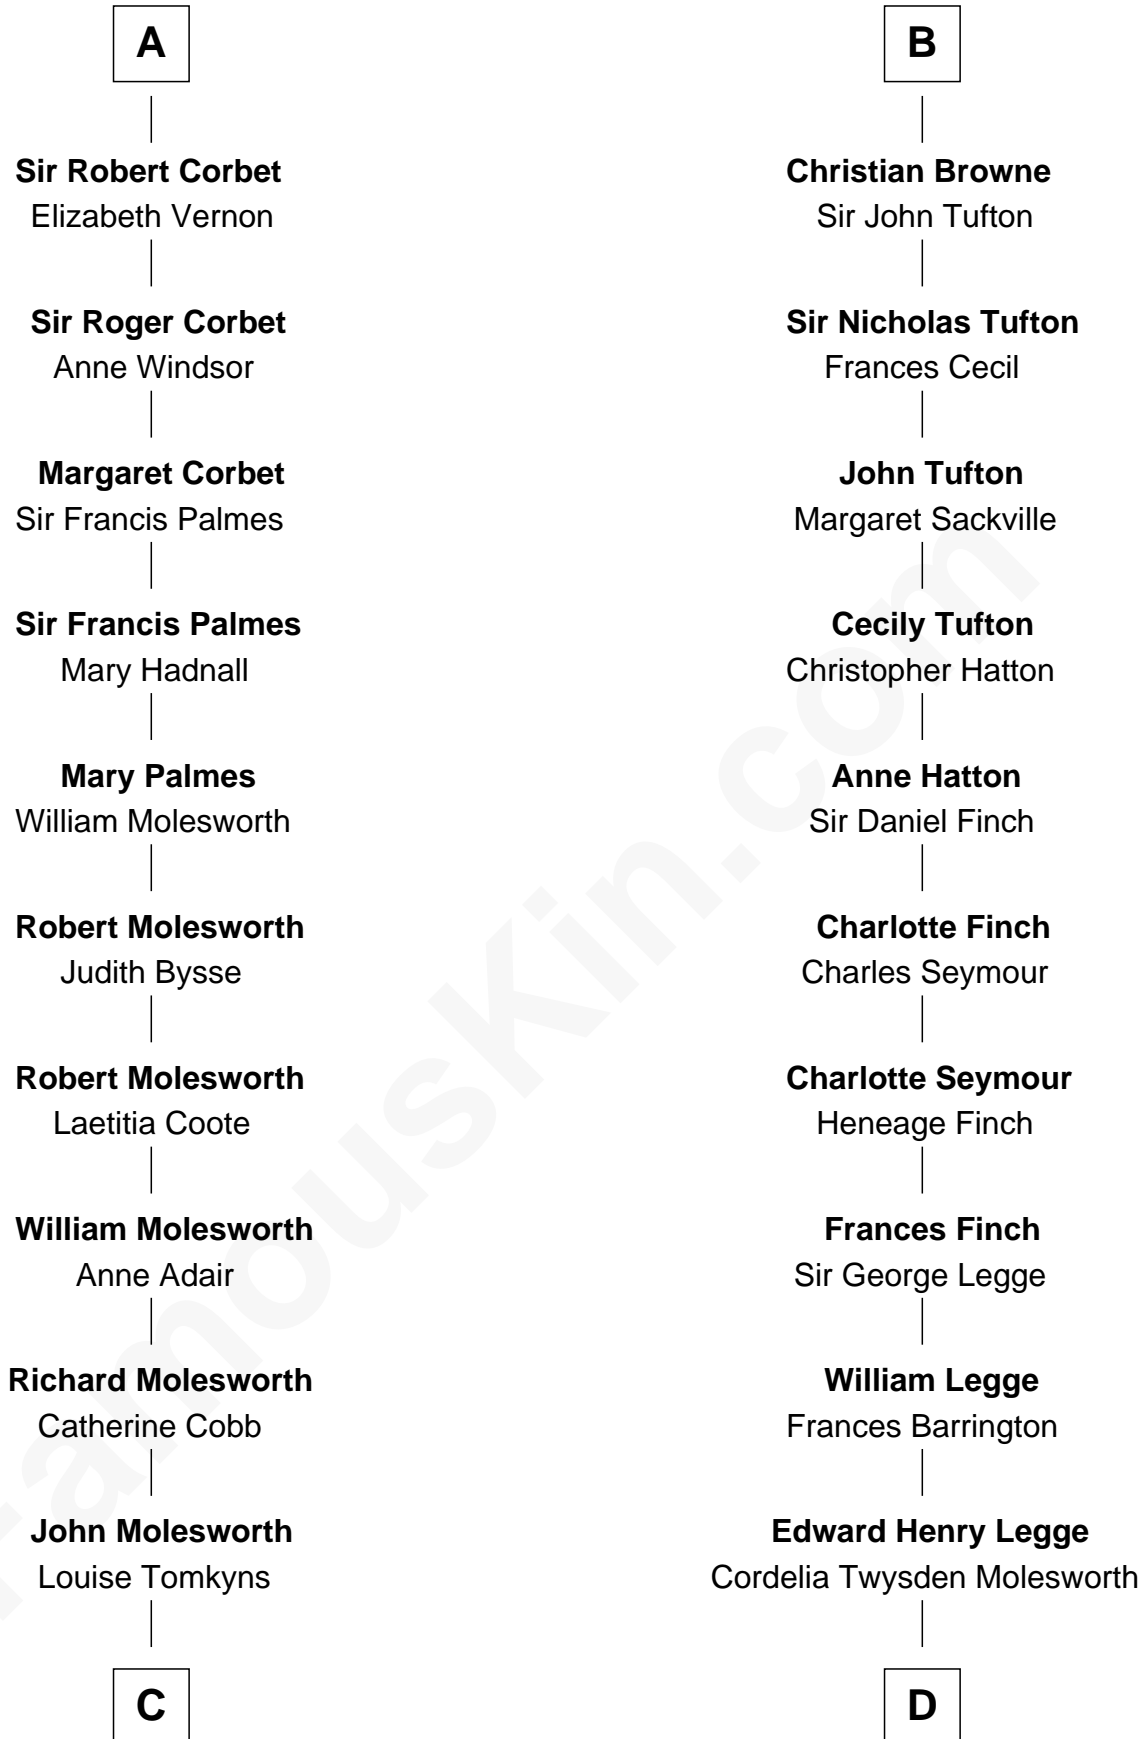 A
Sir Robert Corbet
Elizabeth Vernon
Sir Roger Corbet
Anne Windsor
Margaret Corbet
Sir Francis Palmes
Sir Francis Palmes
Mary Hadnall
Mary Palmes
William Molesworth
Robert Molesworth
Judith Bysse
Robert Molesworth
Laetitia Coote
William Molesworth
Anne Adair
Richard Molesworth
Catherine Cobb
John Molesworth
Louise Tomkyns
C
B
Christian Browne
Sir John Tufton
Sir Nicholas Tufton
Frances Cecil
John Tufton
Margaret Sackville
Cecily Tufton
Christopher Hatton
Anne Hatton
Sir Daniel Finch
Charlotte Finch
Charles Seymour
Charlotte Seymour
Heneage Finch
Frances Finch
Sir George Legge
William Legge
Frances Barrington
Edward Henry Legge
Cordelia Twysden Molesworth
D
FamousKin.com